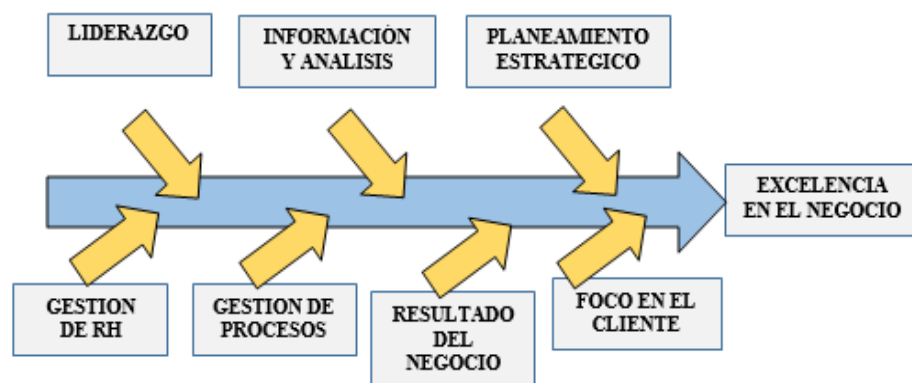 LIDERAZGO
INFORMACIÓN
Y ANALISIS
PLANEAMIENTO
ESTRATEGICO
EXCELENCIA
EN EL NEGOCIO
GESTION
DE RH
GESTION DE
PROCESOS
RESULTADO
DEL
NEGOCIO
FOCO EN EL
CLIENTE